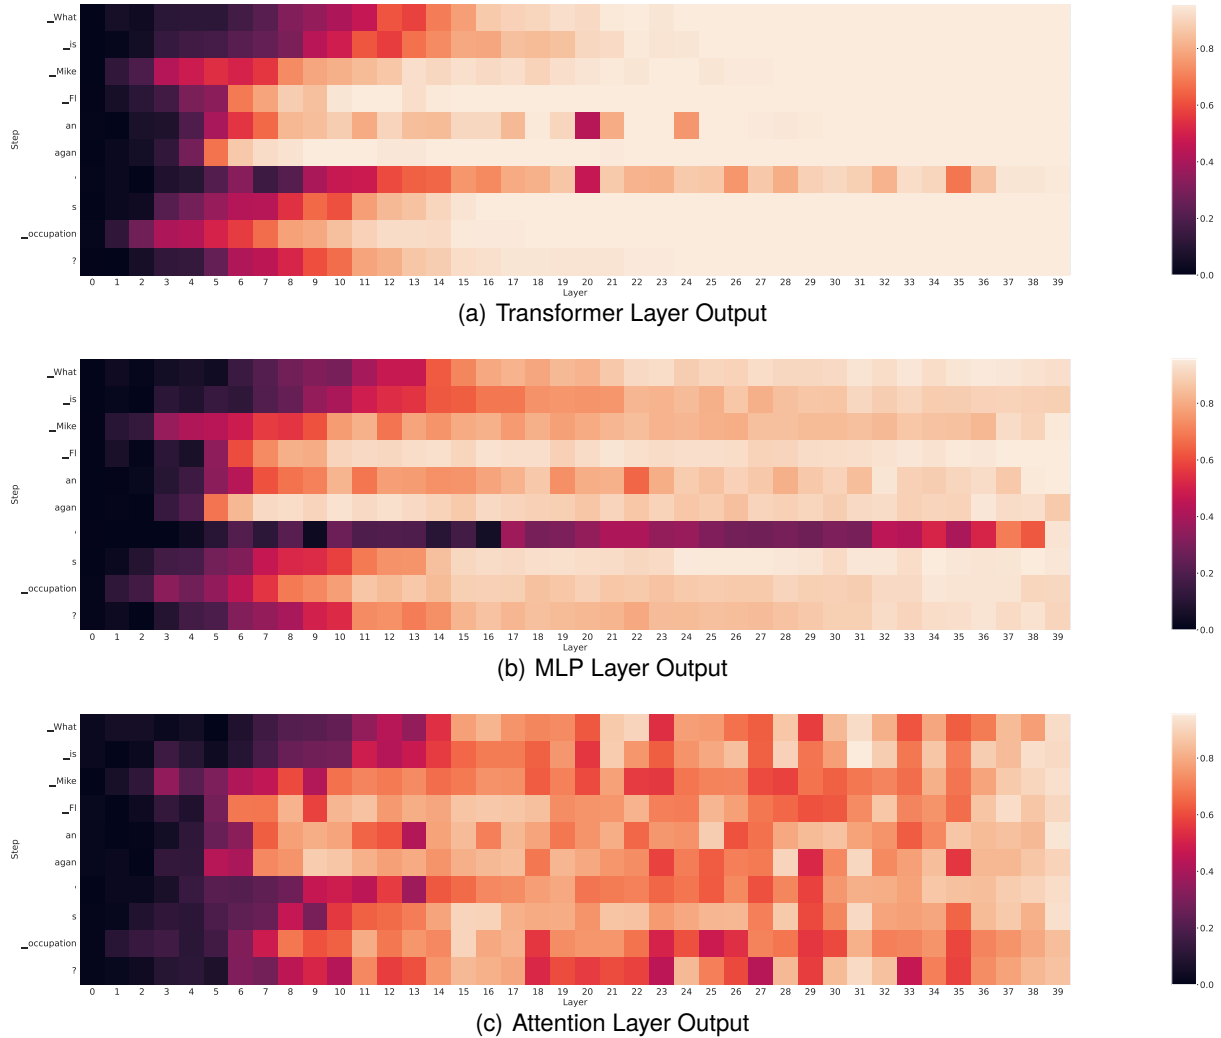 _What
_is
_Mike
_Fl
an
agan
'
s
_occupation
?
Step
0 1 2 3 4 5 6 7 8 9 10 11 12 13 14 15 16 17 18 19 20 21 22 23 24 25 26 27 28 29 30 31 32 33 34 35 36 37 38 39
Layer
0.8
0.6
0.4
0.2
0.0
(a) Transformer Layer Output
_What
_is
_Mike
_Fl
an
agan
'
s
_occupation
?
Step
0 1 2 3 4 5 6 7 8 9 10 11 12 13 14 15 16 17 18 19 20 21 22 23 24 25 26 27 28 29 30 31 32 33 34 35 36 37 38 39
Layer
0.8
0.6
0.4
0.2
0.0
(b) MLP Layer Output
_What
_is
_Mike
_Fl
an
agan
'
s
_occupation
?
Step
0 1 2 3 4 5 6 7 8 9 10 11 12 13 14 15 16 17 18 19 20 21 22 23 24 25 26 27 28 29 30 31 32 33 34 35 36 37 38 39
Layer
0.8
0.6
0.4
0.2
0.0
(c) Attention Layer Output